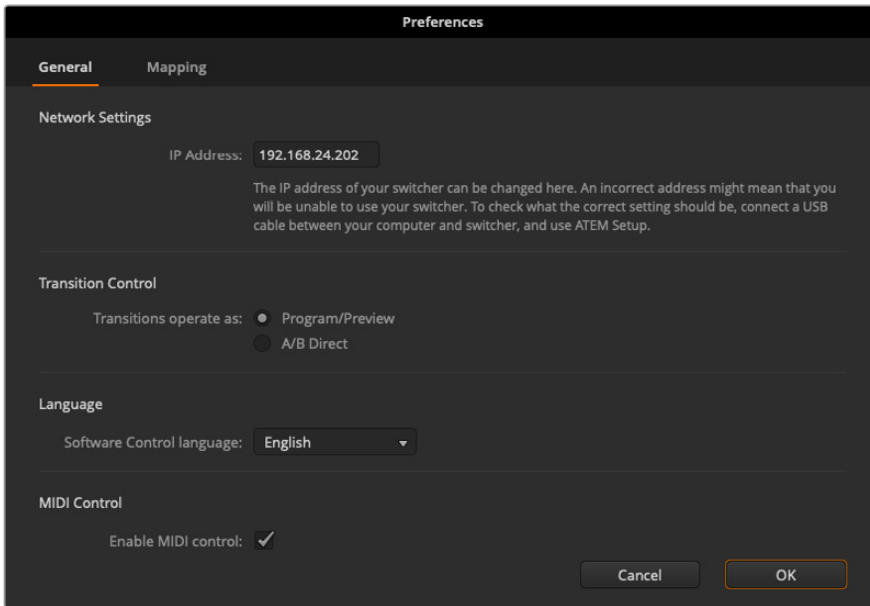 Preferences
General Mapping
Network Settings
IP Address: 192.168.24.202
The IP address of your switcher can be changed here. An incorrect address might mean that you
will be unable to use your switcher. To check what the correct setting should be, connect a USB
cable between your computer and switcher, and use ATEM Setup.
Transition Control
Transitions operate as: Program/Preview
A/B Direct
Language
Software Control language: English
MIDI Control
Enable MIDI control:
Cancel OK